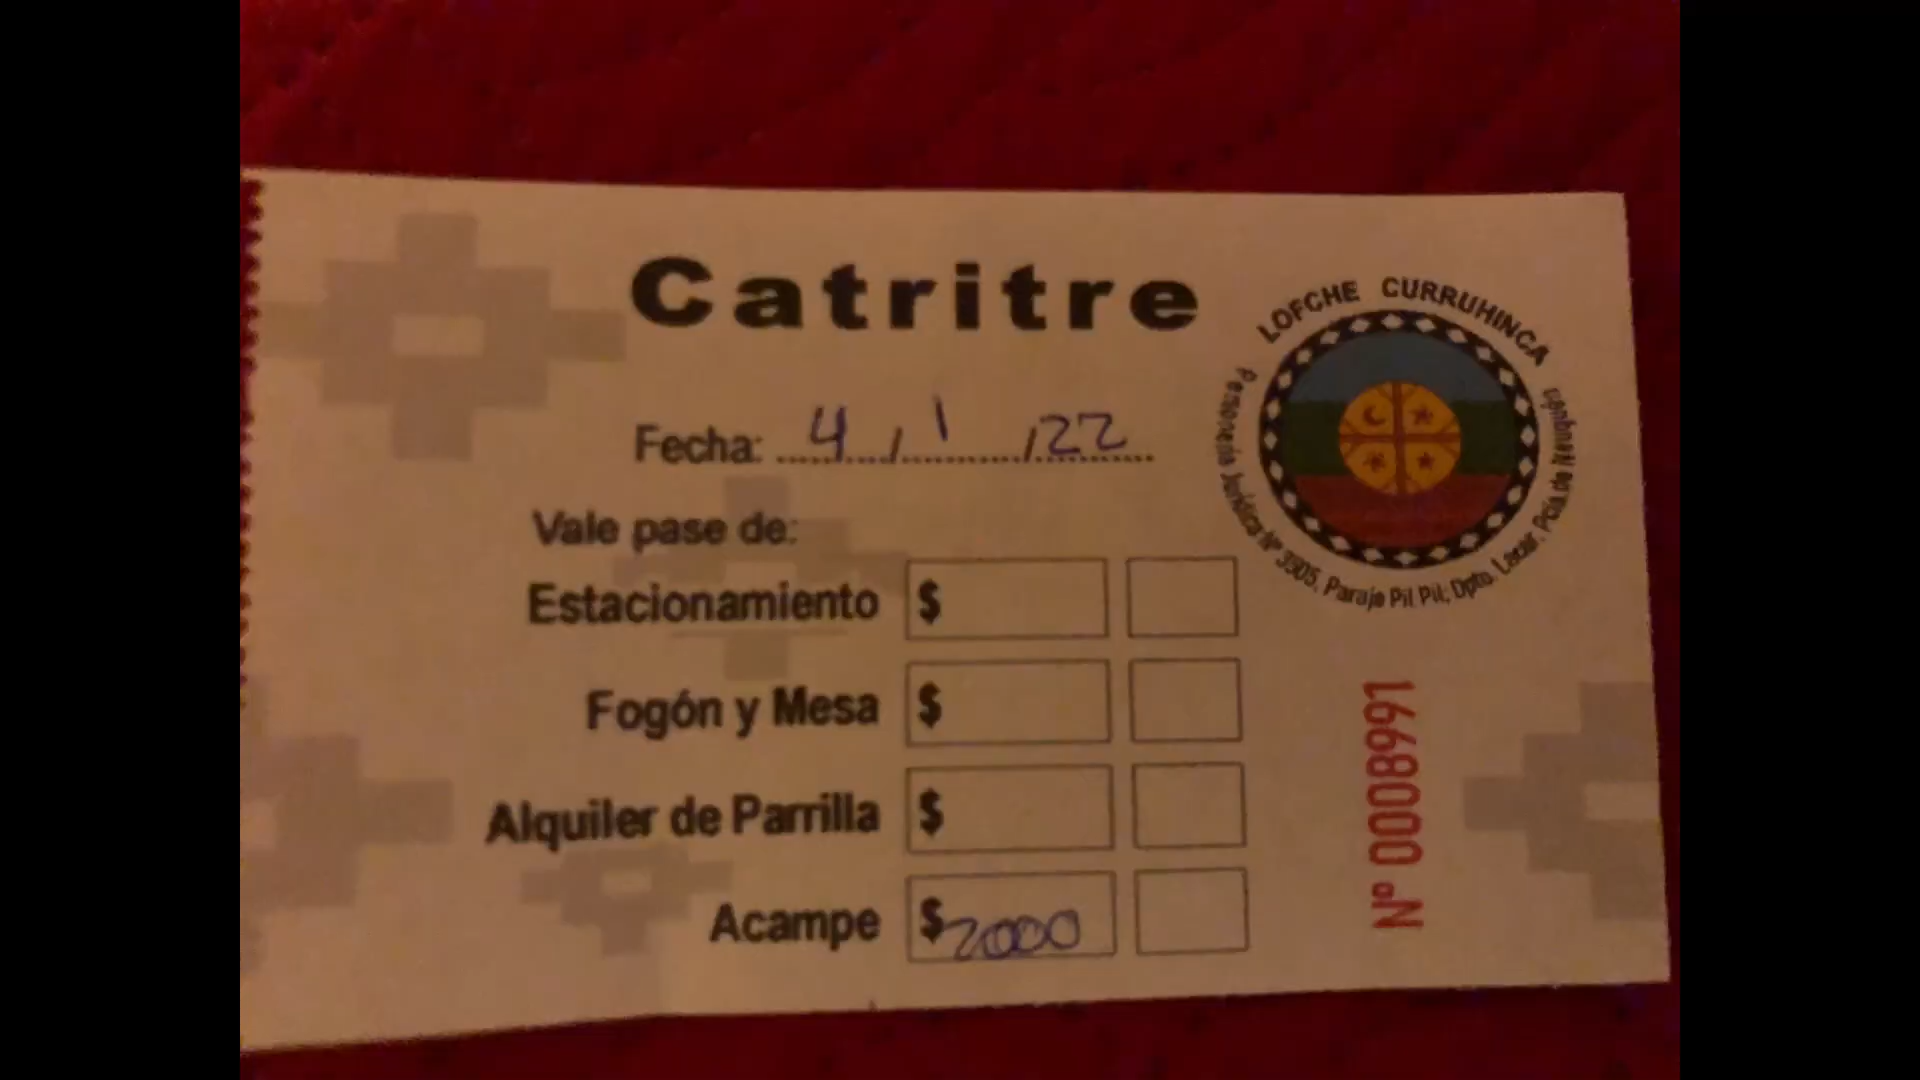 Catritre
LOFCHE CURRUHINCA
Personeria Jurídica Nº 3505, Paraje Pil Pil; Dpto. Lacar, Pcia. de Neuquén
Fecha: 4 / 1 / 22
Vale pase de:
Estacionamiento $
Fogón y Mesa $
Alquiler de Parrilla $
Acampe $ 2000
Nº 0008991